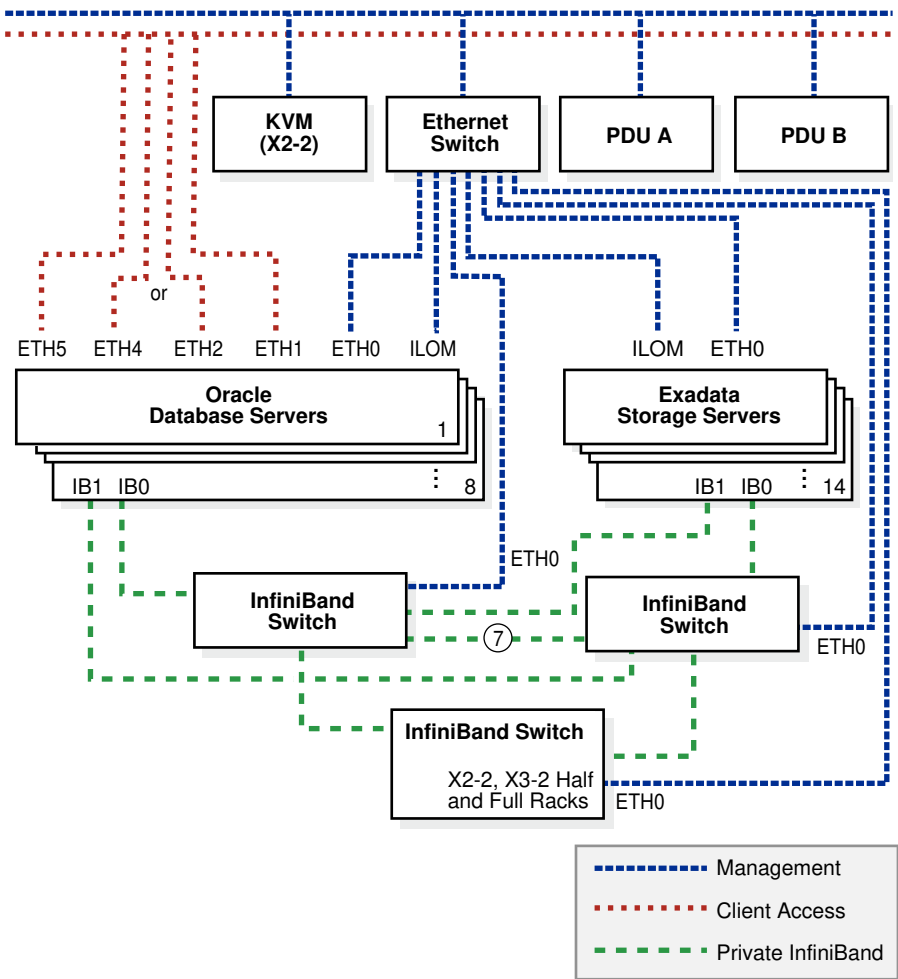 KVM
(X2-2)
Ethernet
Switch
PDU A
PDU B
or
ETH5 ETH4 ETH2 ETH1 ETH0 ILOM
ILOM ETH0
Oracle
Database Servers
1
IB1 IB0 ⋮ 8
Exadata
Storage Servers
IB1 IB0 ⋮ 14
ETH0
InfiniBand
Switch
7
InfiniBand
Switch
ETH0
InfiniBand Switch
X2-2, X3-2 Half
and Full Racks
ETH0
Management
Client Access
Private InfiniBand